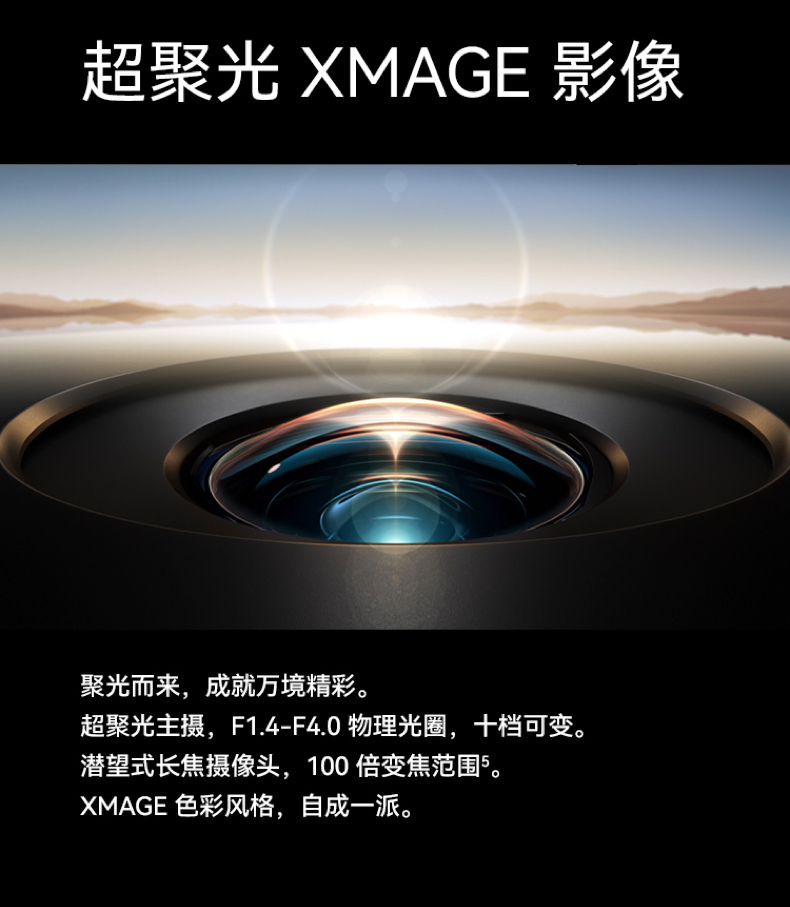 超聚光 XMAGE 影像
聚光而来，成就万境精彩。
超聚光主摄，F1.4-F4.0 物理光圈，十档可变。
潜望式长焦摄像头，100 倍变焦范围⁵。
XMAGE 色彩风格，自成一派。